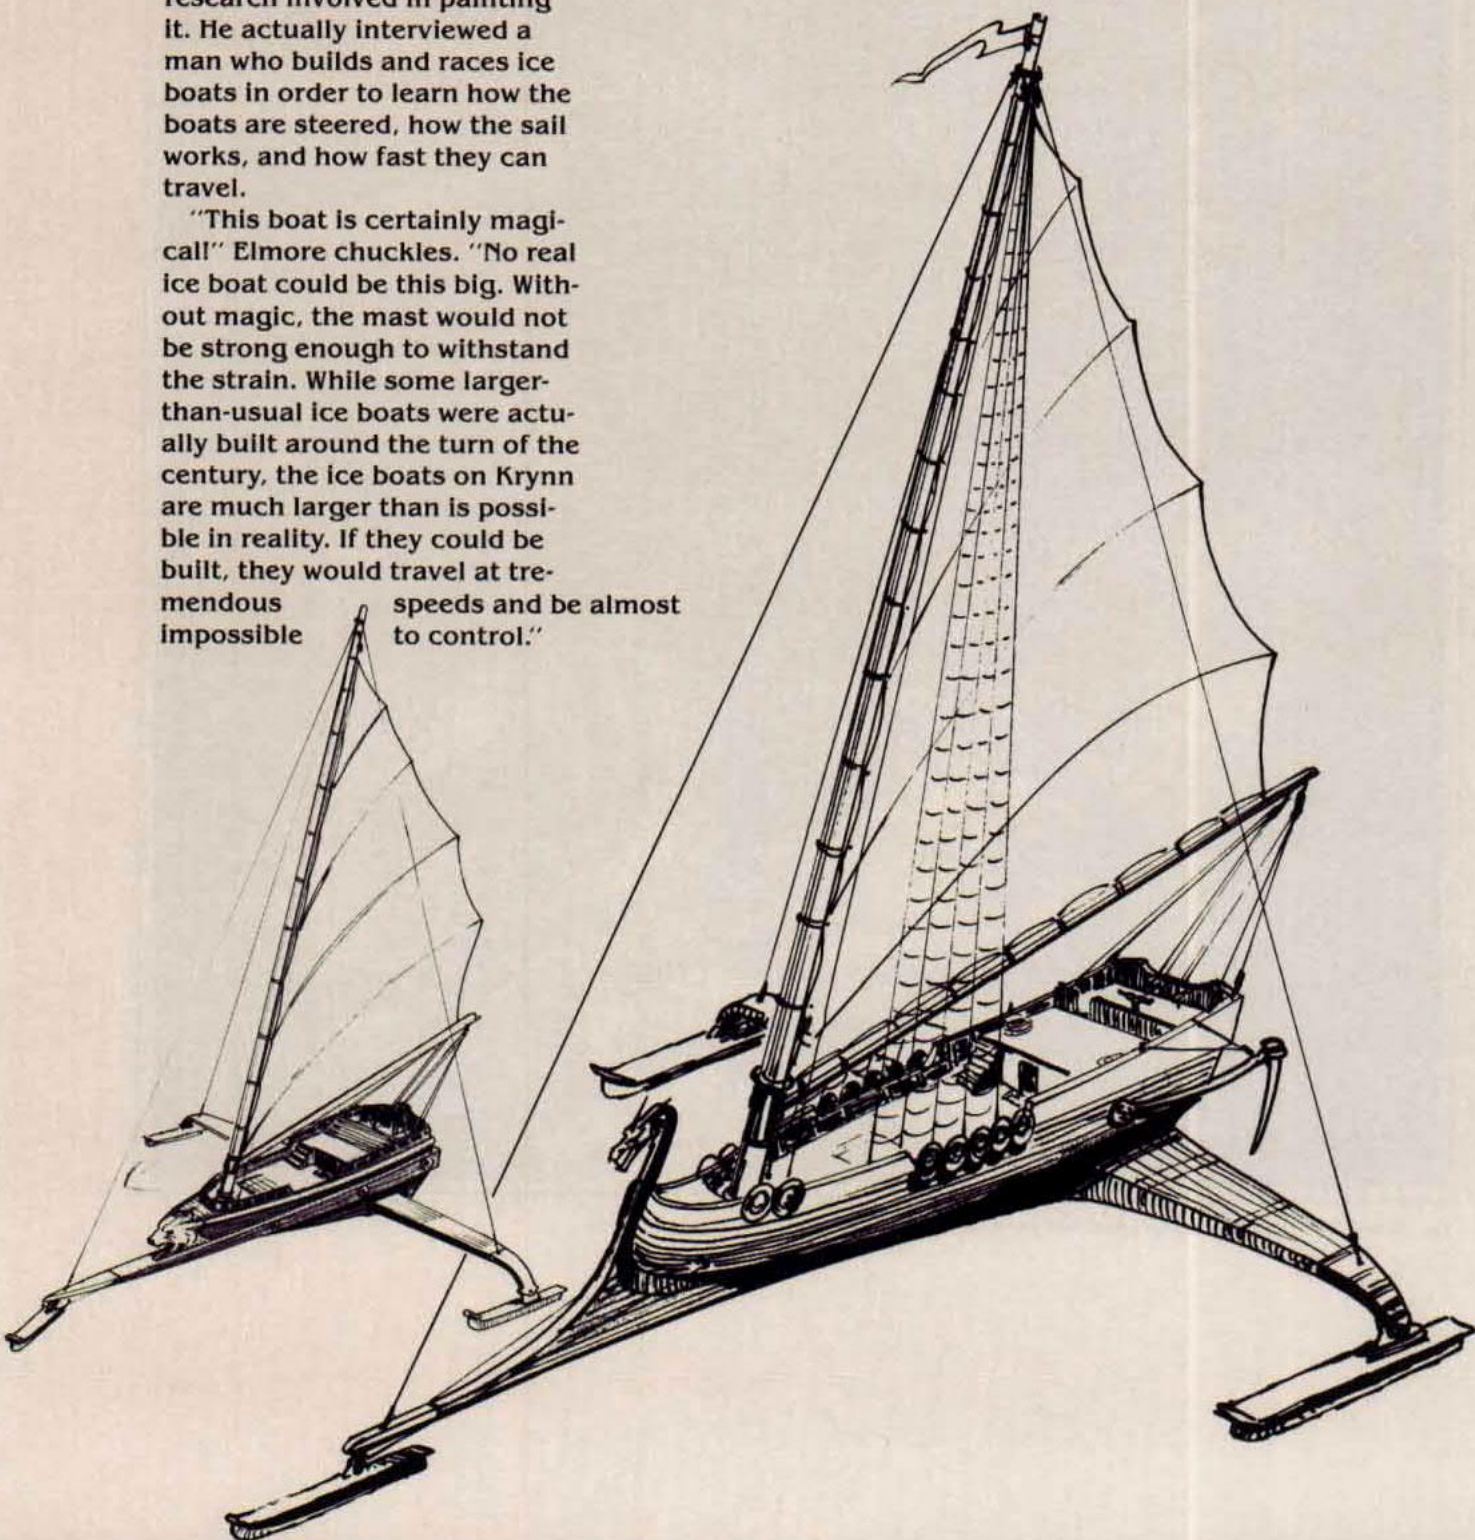 research involved in painting
it. He actually interviewed a
man who builds and races ice
boats in order to learn how the
boats are steered, how the sail
works, and how fast they can
travel.
"This boat is certainly magi-
cal!" Elmore chuckles. "No real
ice boat could be this big. With-
out magic, the mast would not
be strong enough to withstand
the strain. While some larger-
than-usual ice boats were actu-
ally built around the turn of the
century, the ice boats on Krynn
are much larger than is possi-
ble in reality. If they could be
built, they would travel at tre-
mendous speeds and be almost
impossible to control."